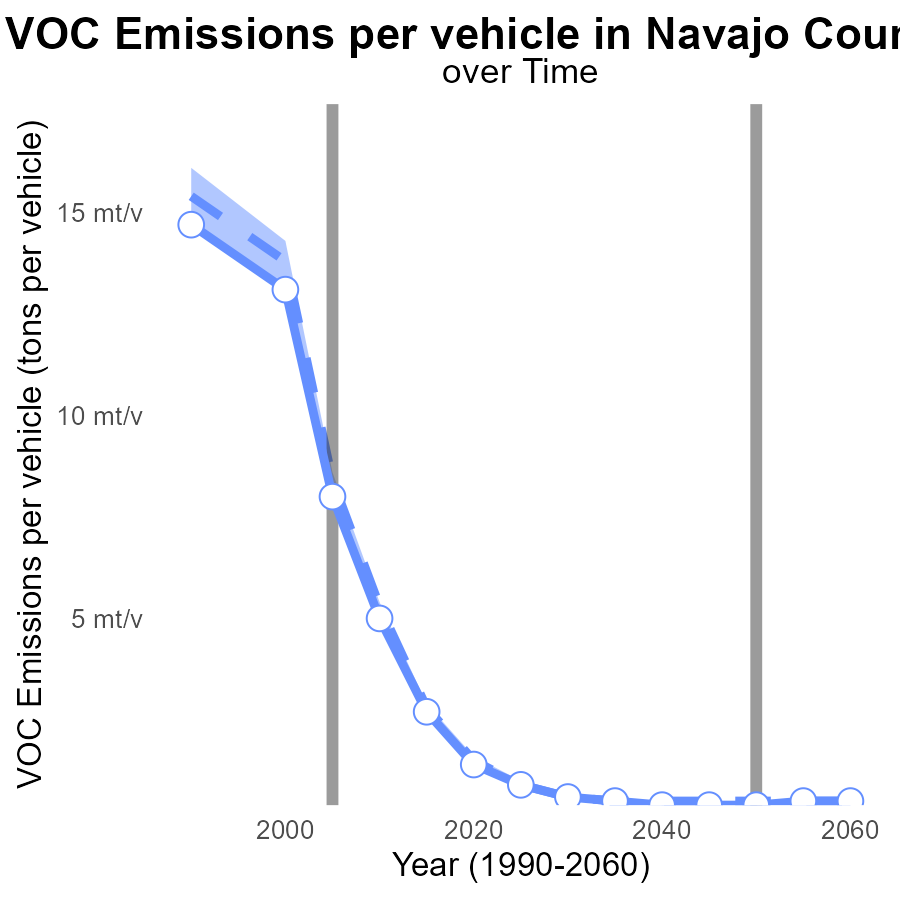 VOC Emissions per vehicle in Navajo Cour
over Time
VOC Emissions per vehicle (tons per vehicle)
15 mt/v
10 mt/v
5 mt/v
2000
2020
2040
2060
Year (1990-2060)